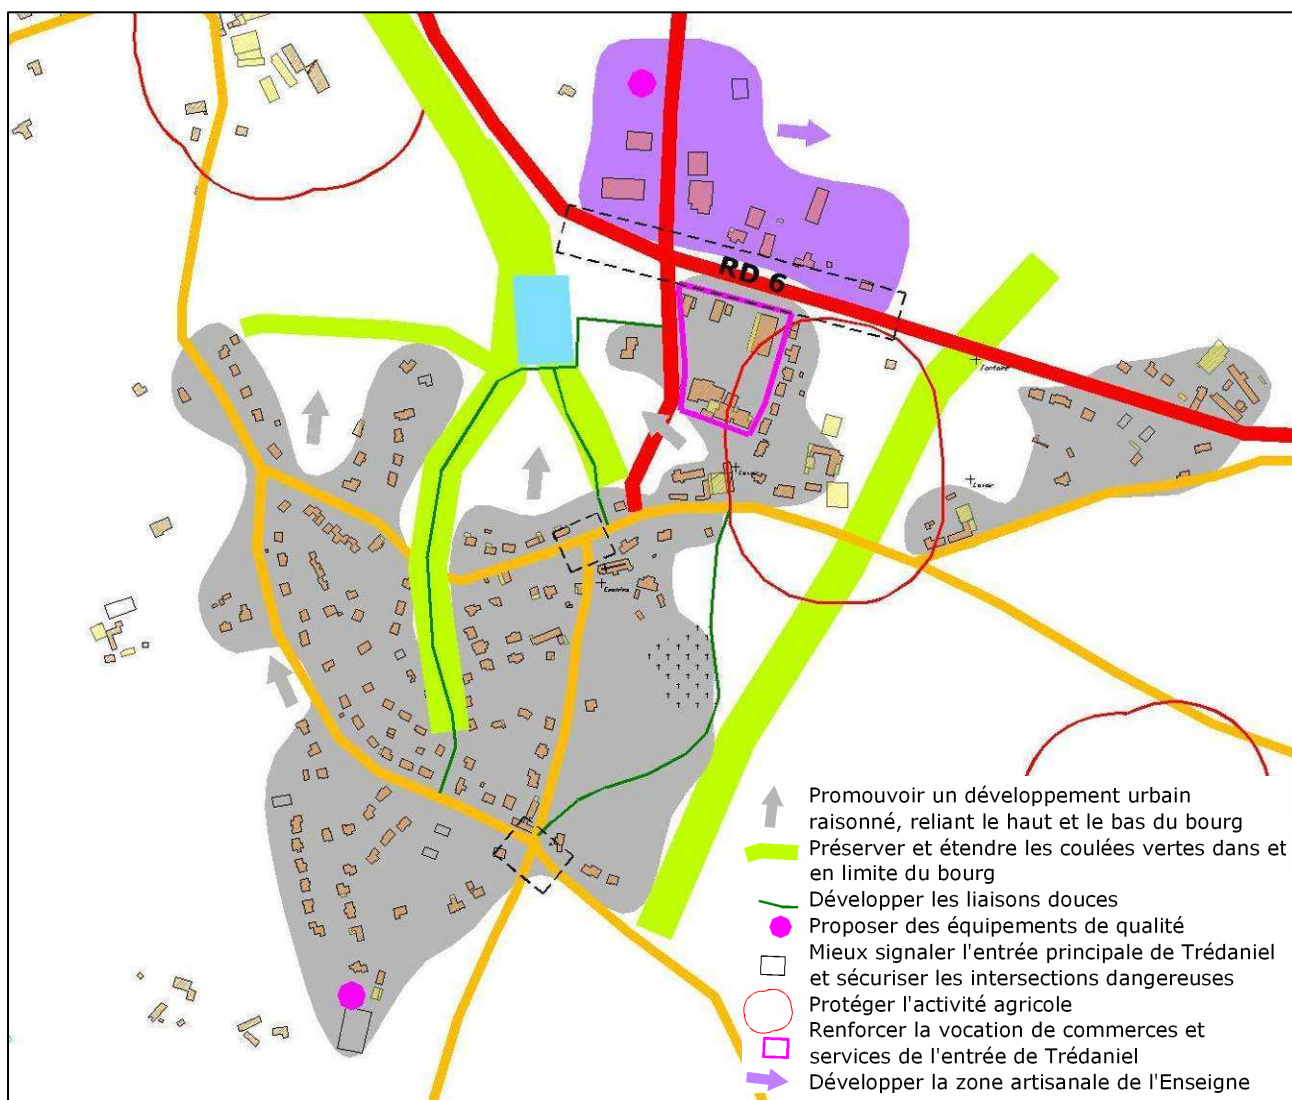 RD 6
Fontaine
Lavoir
Promouvoir un développement urbain
raisonné, reliant le haut et le bas du bourg
Préserver et étendre les coulées vertes dans et
en limite du bourg
Développer les liaisons douces
Proposer des équipements de qualité
Mieux signaler l'entrée principale de Trédaniel
et sécuriser les intersections dangereuses
Protéger l'activité agricole
Renforcer la vocation de commerces et
services de l'entrée de Trédaniel
Développer la zone artisanale de l'Enseigne